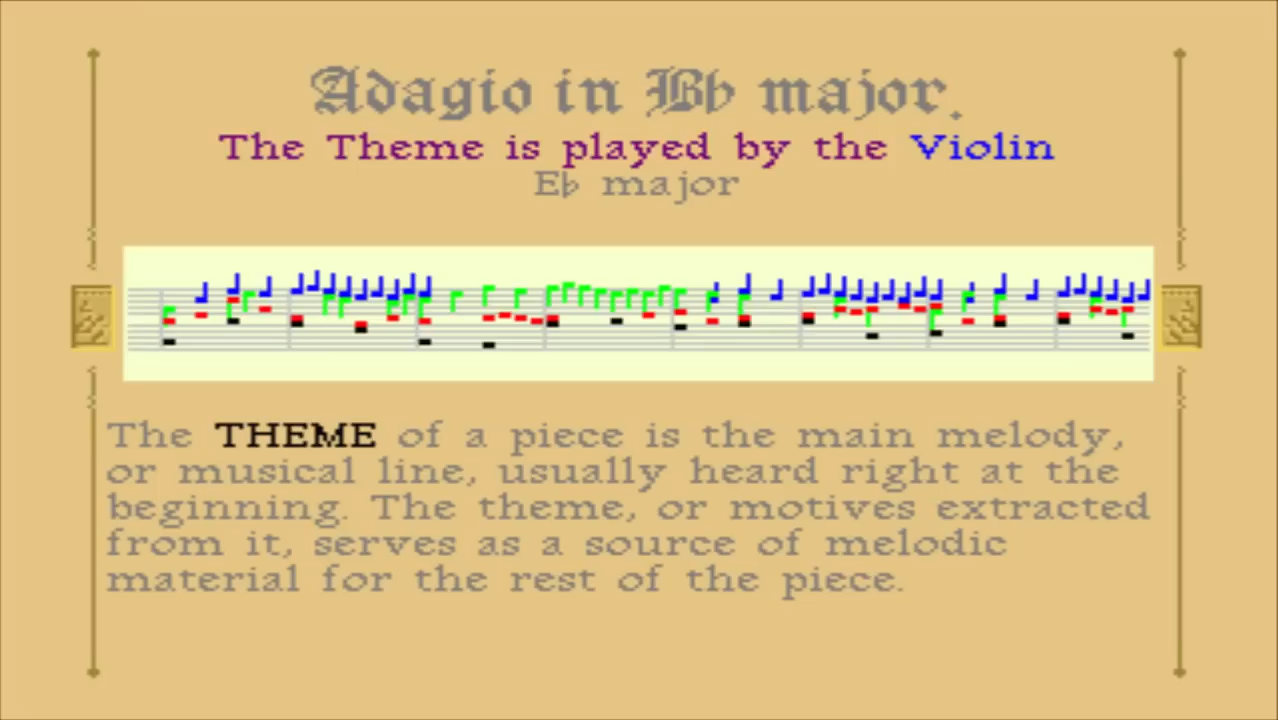 Adagio in B♭ major.
The Theme is played by the Violin
E♭ major
The THEME of a piece is the main melody,
or musical line, usually heard right at the
beginning. The theme, or motives extracted
from it, serves as a source of melodic
material for the rest of the piece.